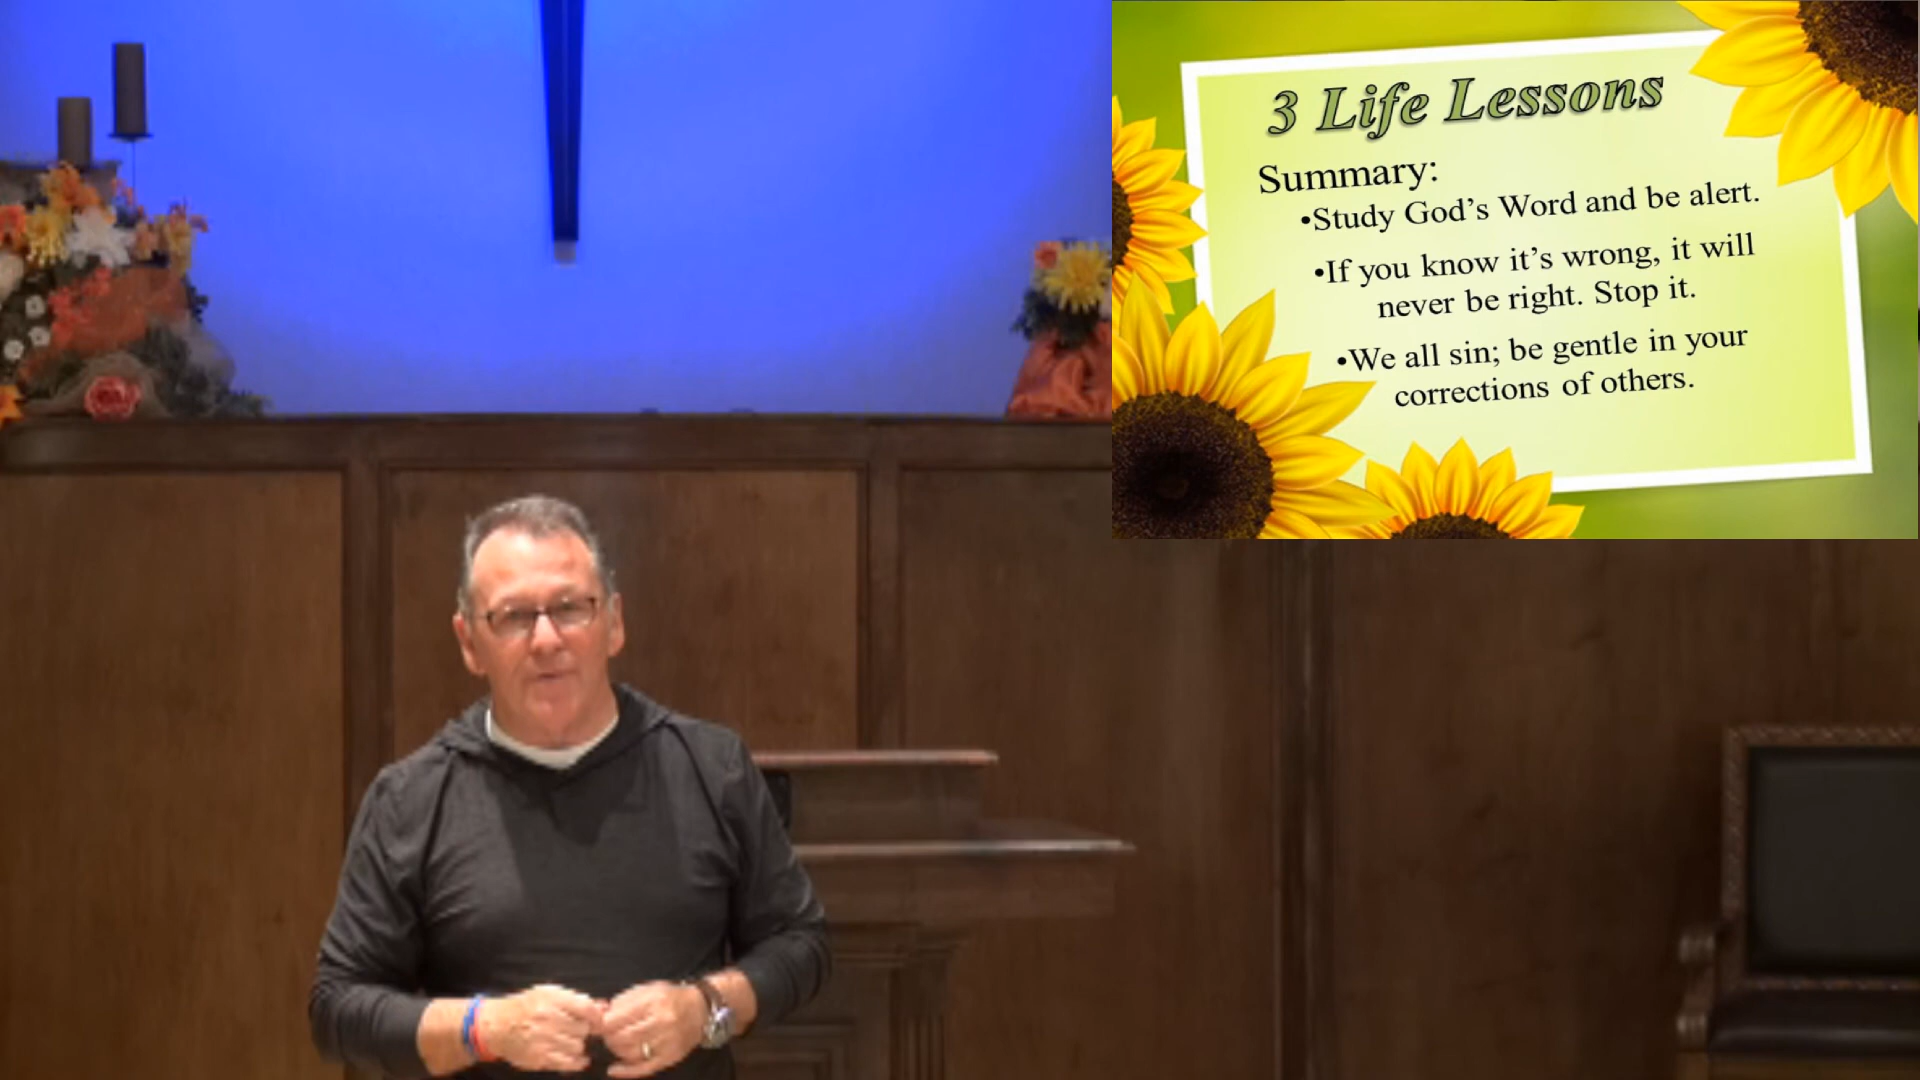 3 Life Lessons
Summary:
•Study God's Word and be alert.
•If you know it's wrong, it will
never be right. Stop it.
•We all sin; be gentle in your
corrections of others.